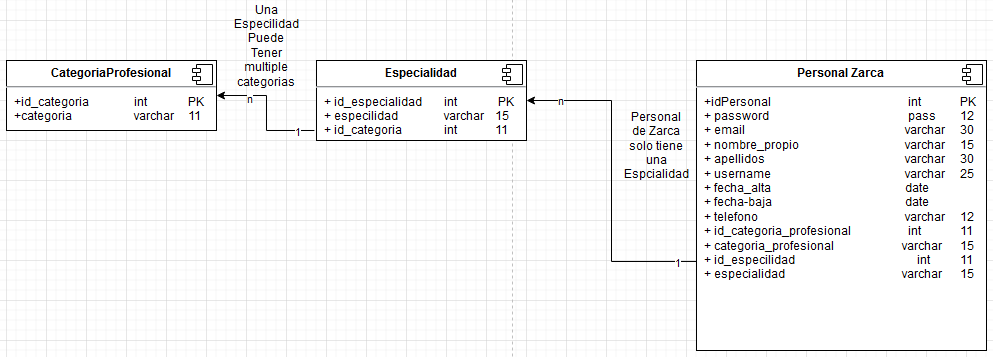 Una
Especilidad
Puede
Tener
multiple
categorias
CategoriaProfesional
+id_categoria int PK
+categoria varchar 11
n
1
Especialidad
+ id_especialidad int PK
+ especilidad varchar 15
+ id_categoria int 11
n
1
Personal
de Zarca
solo tiene
una
Espcialidad
Personal Zarca
+idPersonal int PK
+ password pass 12
+ email varchar 30
+ nombre_propio varchar 15
+ apellidos varchar 30
+ username varchar 25
+ fecha_alta date
+ fecha-baja date
+ telefono varchar 12
+ id_categoria_profesional int 11
+ categoria_profesional varchar 15
+ id_especilidad int 11
+ especialidad varchar 15